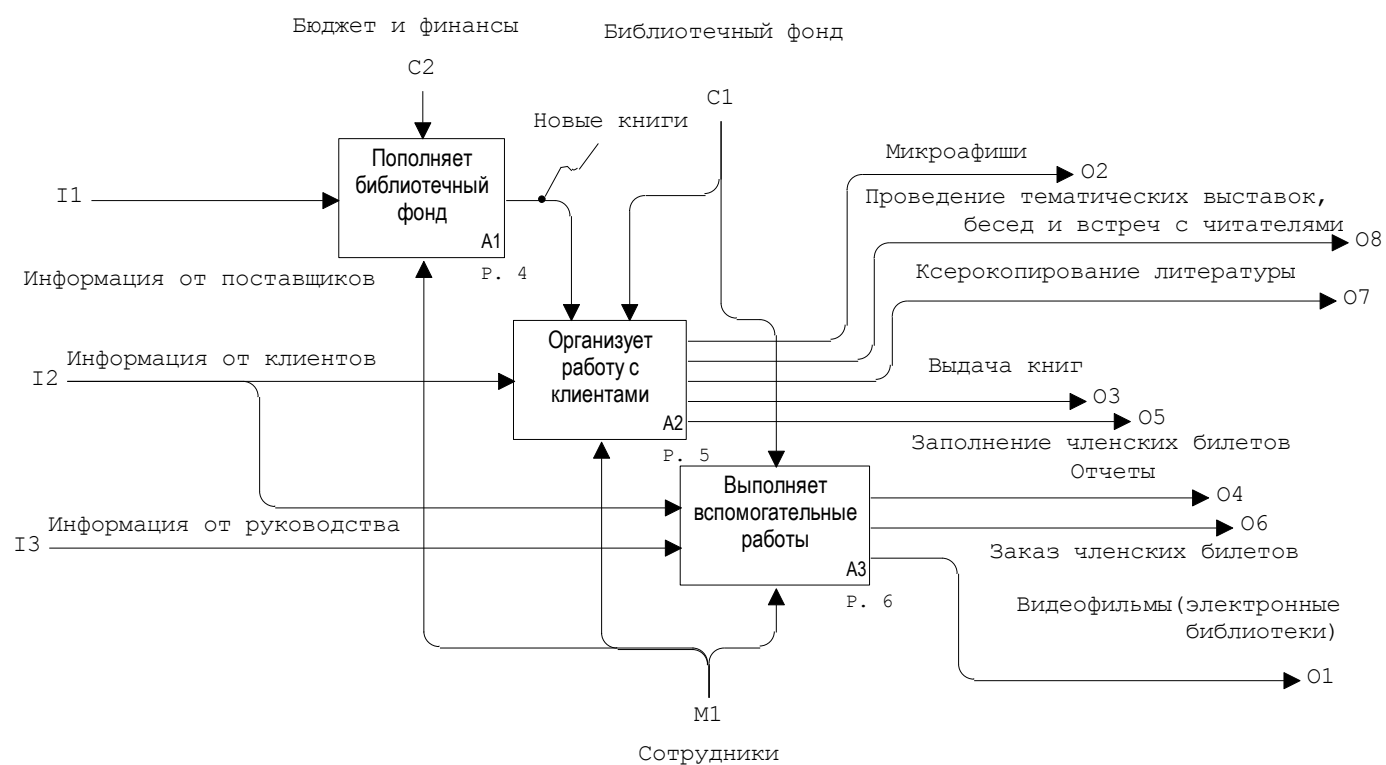 Бюджет и финансы
Библиотечный фонд
C2
C1
Новые книги
Пополняет
библиотечный
фонд
A1
P. 4
I1
Информация от поставщиков
Микроафиши
O2
Проведение тематических выставок,
бесед и встреч с читателями
O8
Ксерокопирование литературы
O7
Организует
работу с
клиентами
A2
P. 5
Информация от клиентов
I2
Выдача книг
O3
O5
Заполнение членских билетов
Отчеты
O4
Выполняет
вспомогательные
работы
A3
P. 6
Информация от руководства
I3
O6
Заказ членских билетов
Видеофильмы(электронные
библиотеки)
O1
M1
Сотрудники